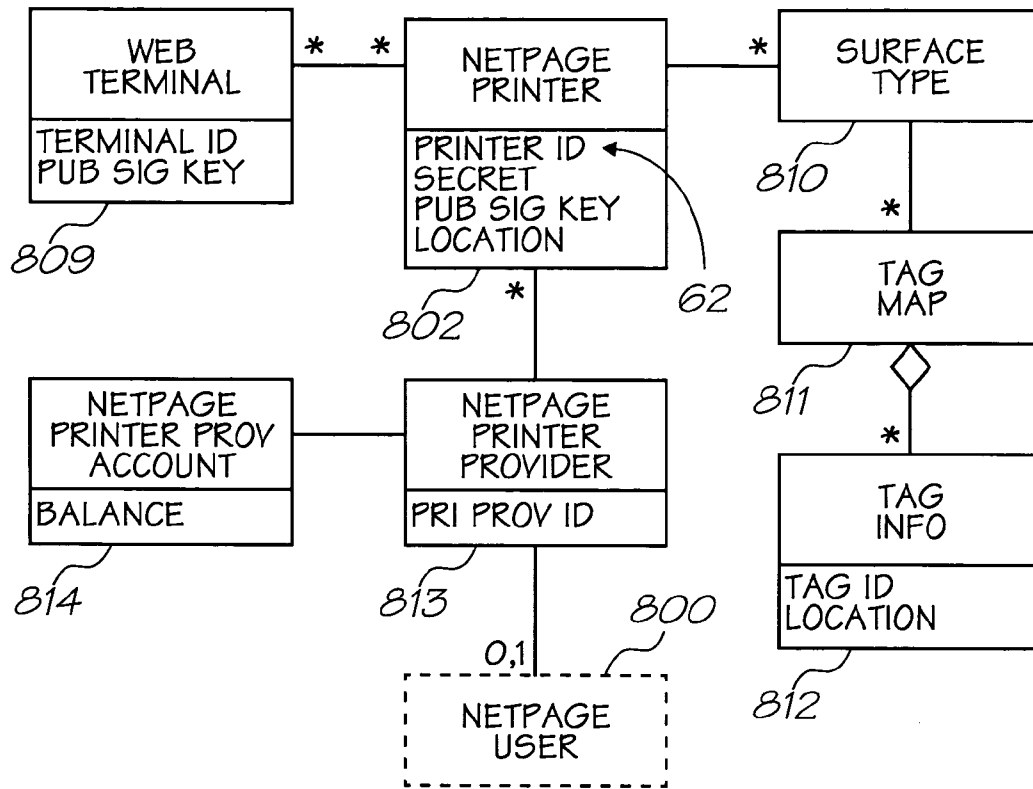 WEB
TERMINAL
TERMINAL ID
PUB SIG KEY
809
* *
NETPAGE
PRINTER
PRINTER ID
SECRET
PUB SIG KEY
LOCATION
62
802
*
*
SURFACE
TYPE
810
*
TAG
MAP
811
*
NETPAGE
PRINTER PROV
ACCOUNT
BALANCE
814
NETPAGE
PRINTER
PROVIDER
PRI PROV ID
813
TAG
INFO
TAG ID
LOCATION
812
0,1
800
NETPAGE
USER